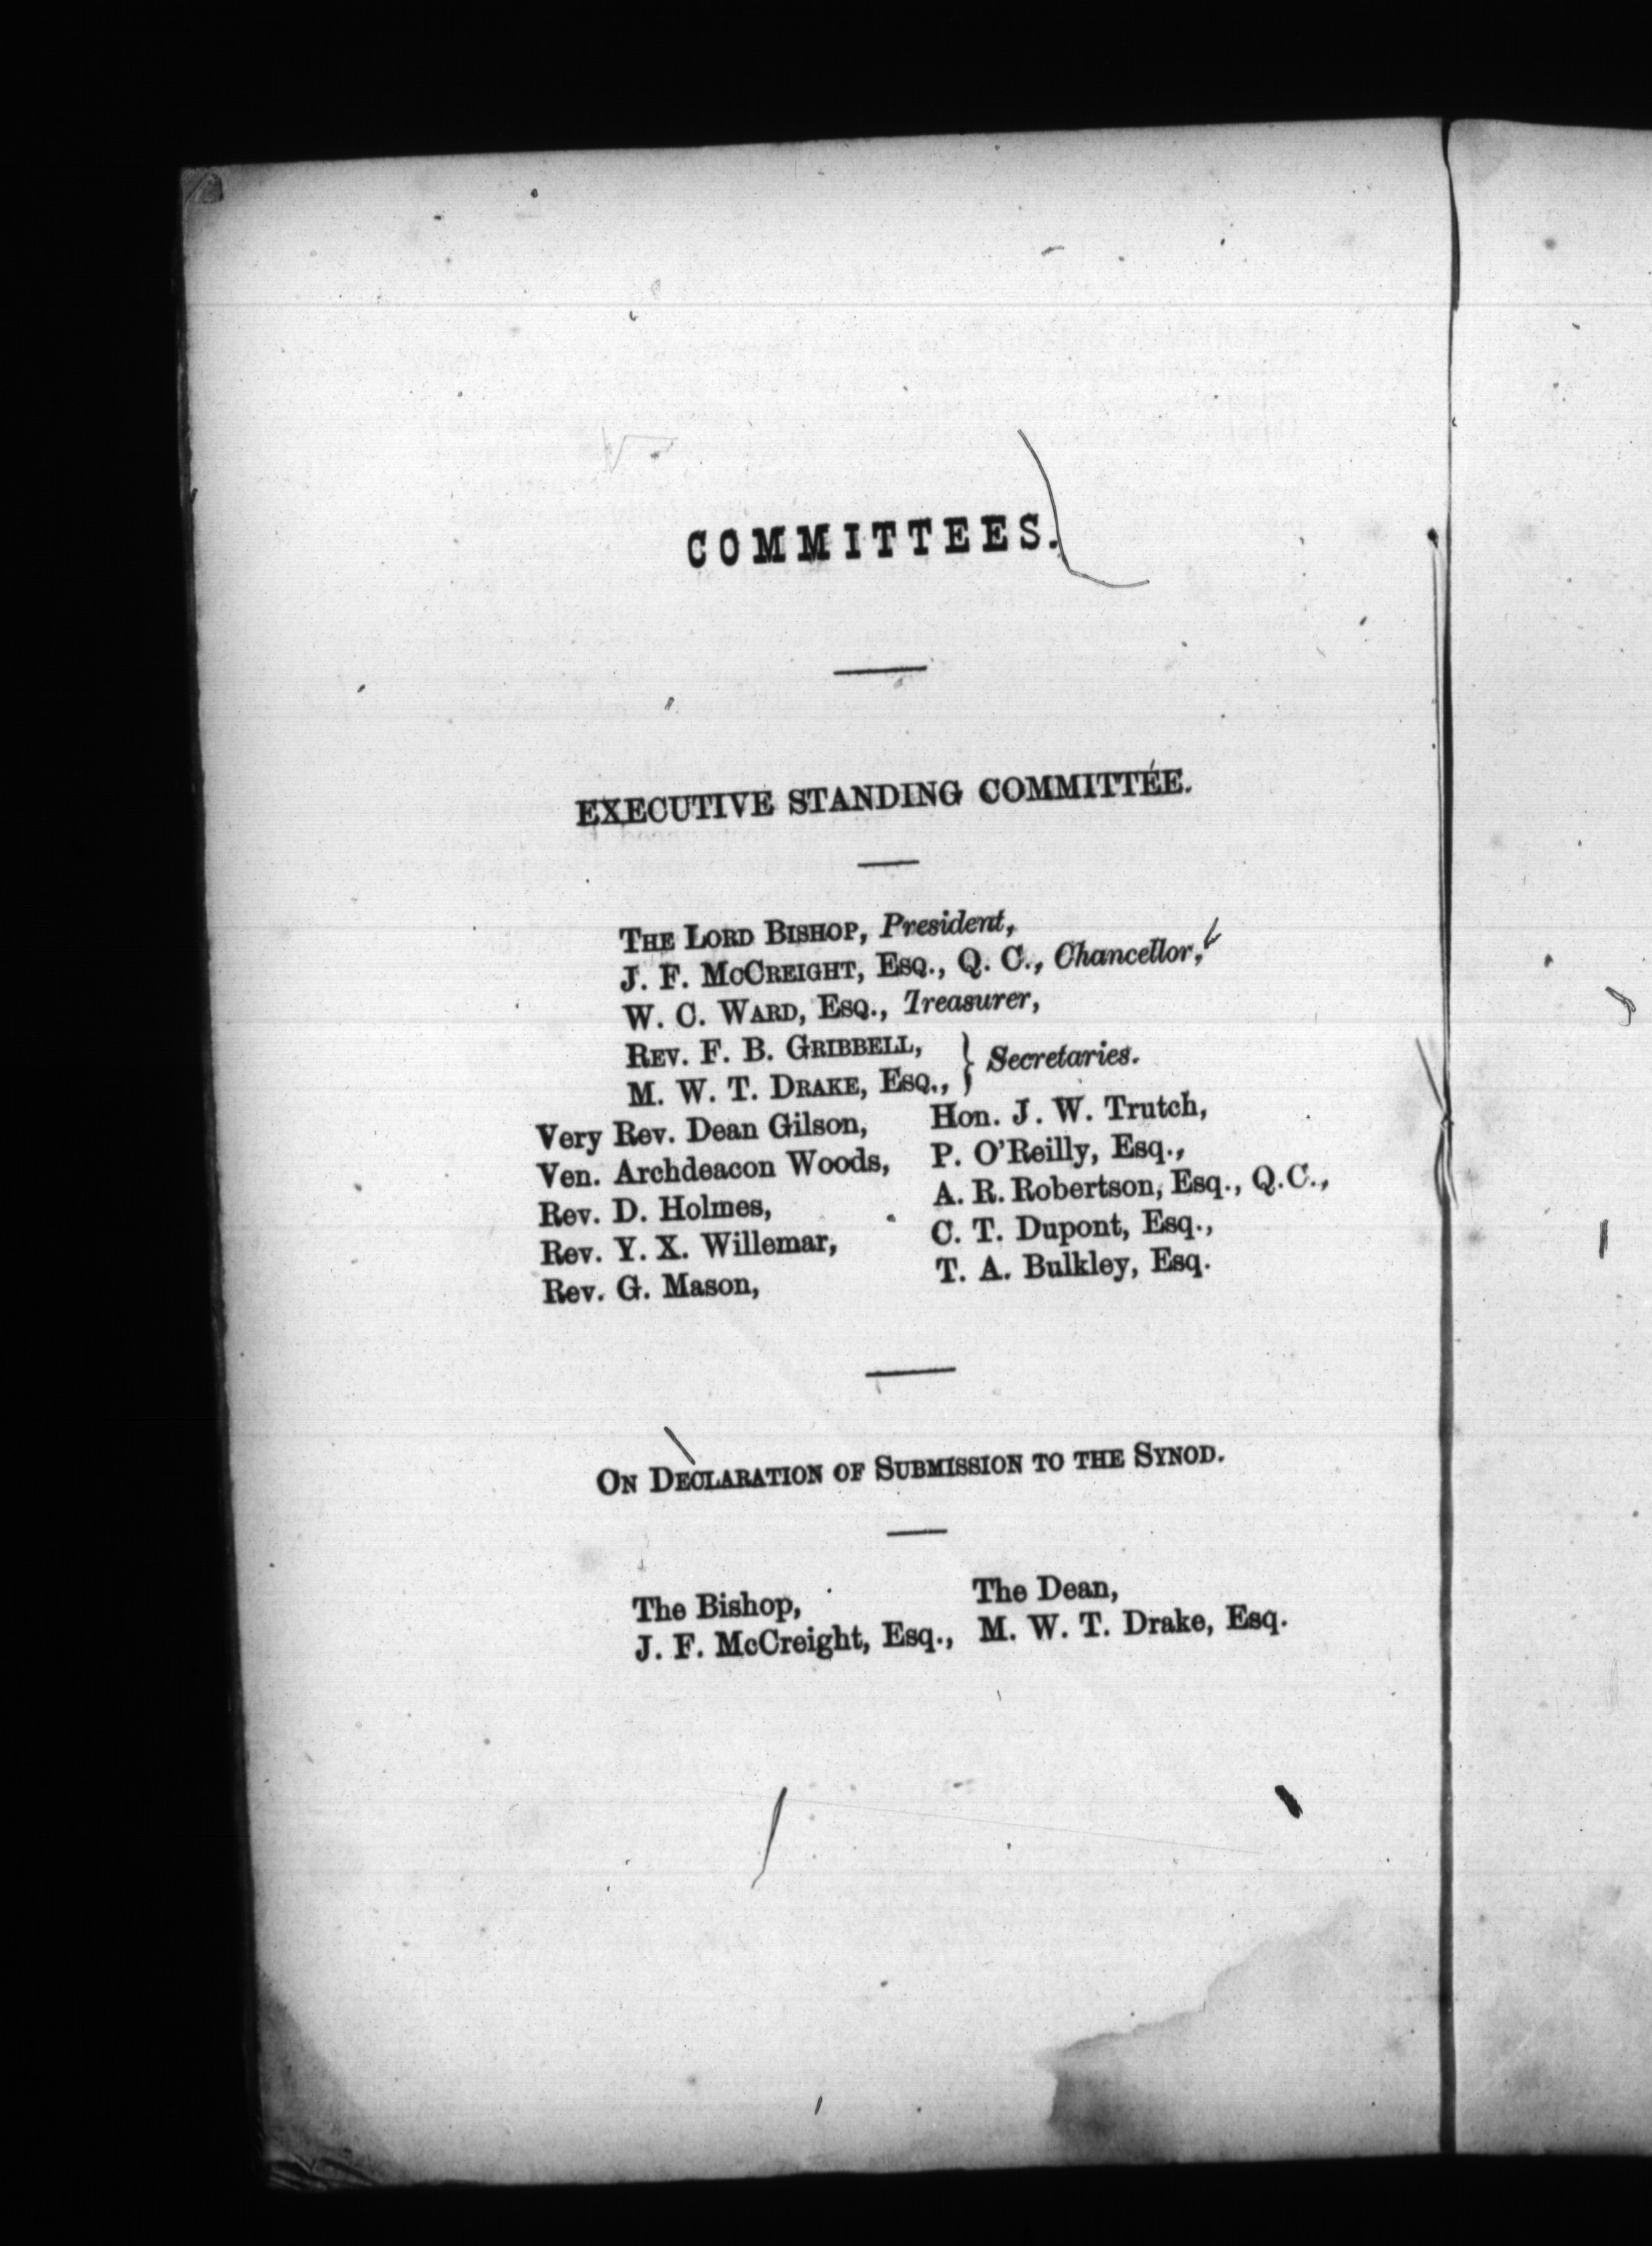 COMMITTEES.
EXECUTIVE STANDING COMMITTEE.
THE LORD BISHOP, President,
J. F. MCCREIGHT, ESQ., Q. C., Chancellor,
W. C. WARD, ESQ., Treasurer,
REV. F. B. GRIBBELL,
M. W. T. DRAKE, ESQ., } Secretaries.
Very Rev. Dean Gilson, Hon. J. W. Trutch,
Ven. Archdeacon Woods, P. O'Reilly, Esq.,
Rev. D. Holmes, A. R. Robertson, Esq., Q.C.,
Rev. Y. X. Willemar, C. T. Dupont, Esq.,
Rev. G. Mason, T. A. Bulkley, Esq.
ON DECLARATION OF SUBMISSION TO THE SYNOD.
The Bishop, The Dean,
J. F. McCreight, Esq., M. W. T. Drake, Esq.